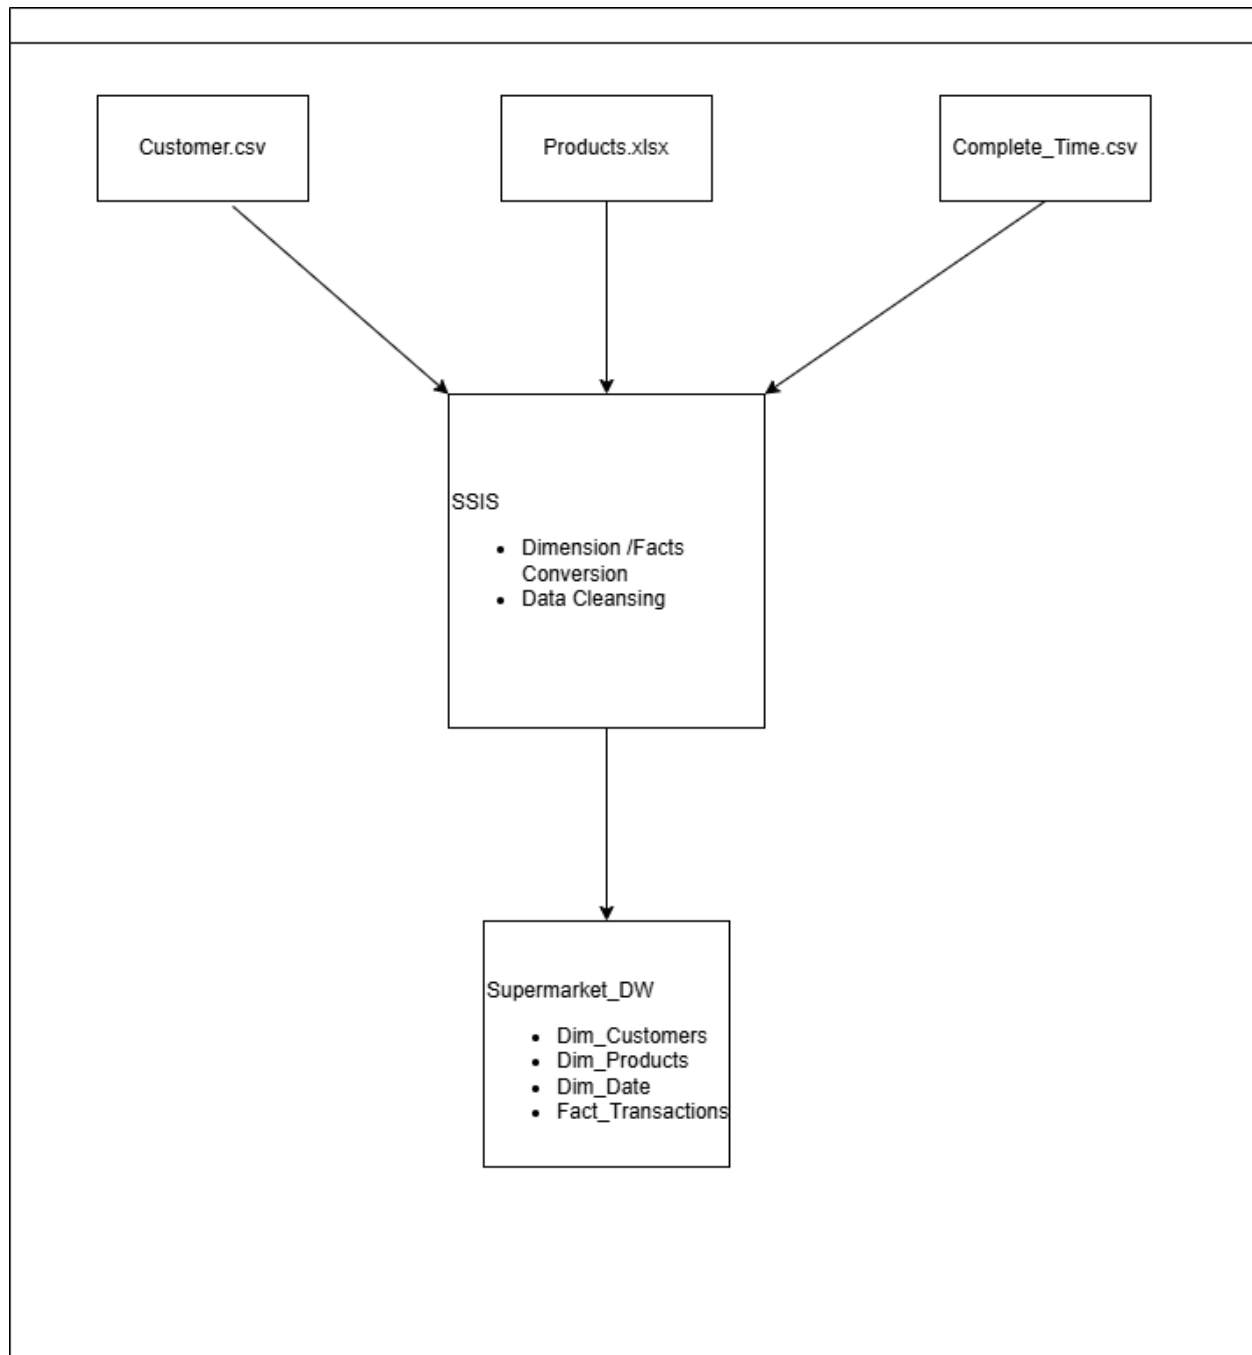 Customer.csv
Products.xlsx
Complete_Time.csv
SSIS
• Dimension /Facts
Conversion
• Data Cleansing
Supermarket_DW
• Dim_Customers
• Dim_Products
• Dim_Date
• Fact_Transactions